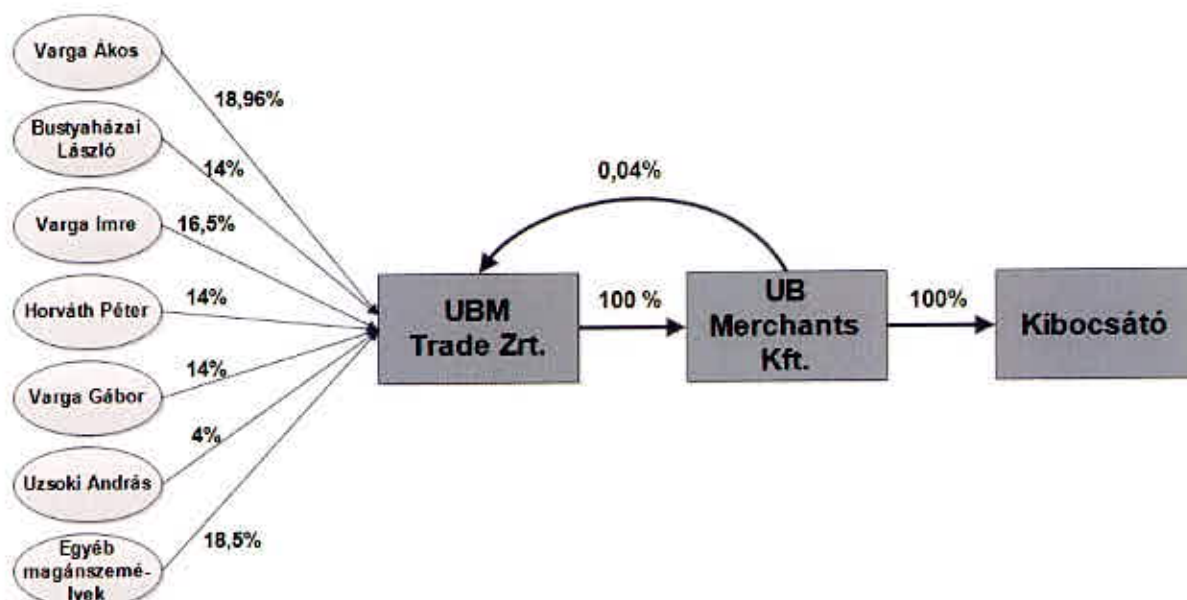 Varga Ákos
18,96%
Bustyaházai
László
14%
Varga Imre
16,5%
Horváth Péter
14%
Varga Gábor
14%
Uzsoki András
4%
Egyéb
magánszemé-
lyek
18,5%
0,04%
UBM
Trade Zrt.
100 %
UB
Merchants
Kft.
100%
Kibocsátó